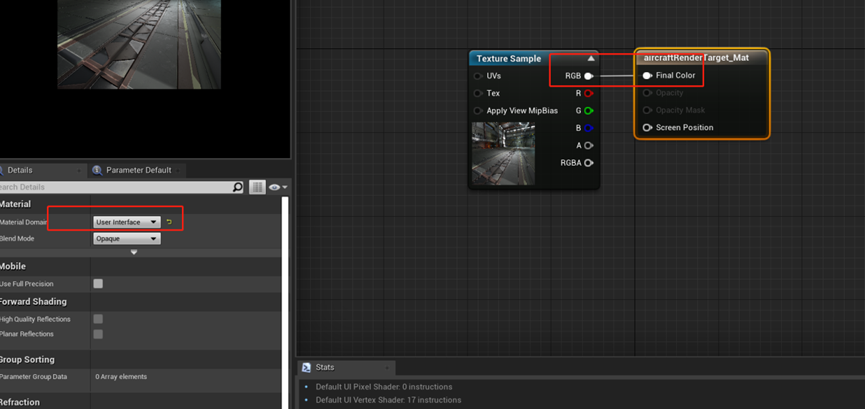 Texture Sample
UVs
RGB
Tex
R
Apply View MipBias
G
B
A
RGBA
aircraftRenderTarget_Mat
Final Color
Opacity
Opacity Mask
Screen Position
Details
Parameter Default
earch Details
Material
Material Domain
User Interface
Blend Mode
Opaque
Mobile
Use Full Precision
Forward Shading
High Quality Reflections
Planar Reflections
Group Sorting
Parameter Group Data
0 Array elements
Refraction
Stats
Default UI Pixel Shader: 0 instructions
Default UI Vertex Shader: 17 instructions